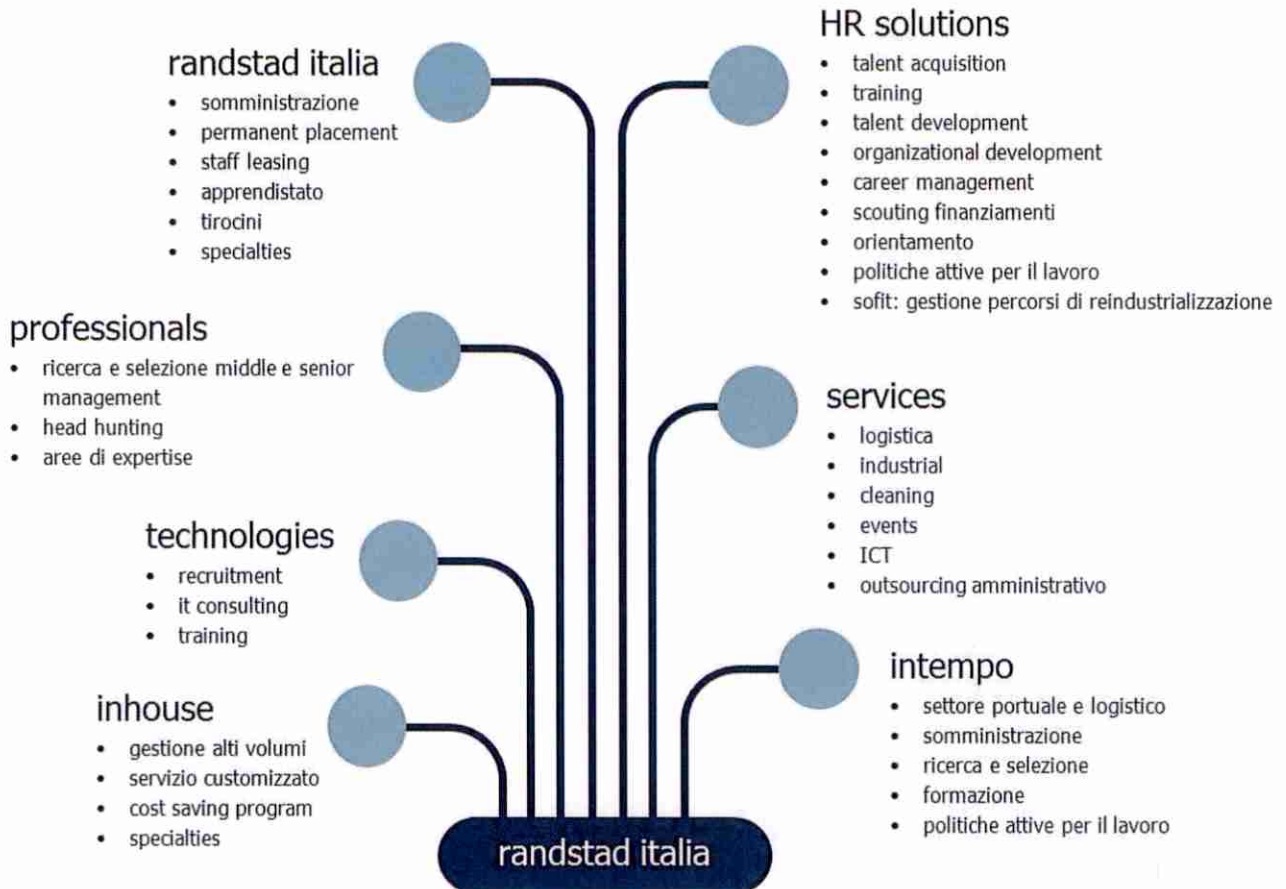 randstad italia
• somministrazione
• permanent placement
• staff leasing
• apprendistato
• tirocini
• specialties
professionals
• ricerca e selezione middle e senior
management
• head hunting
• aree di expertise
technologies
• recruitment
• it consulting
• training
inhouse
• gestione alti volumi
• servizio customizzato
• cost saving program
• specialties
HR solutions
• talent acquisition
• training
• talent development
• organizational development
• career management
• scouting finanziamenti
• orientamento
• politiche attive per il lavoro
• sofit: gestione percorsi di reindustrializzazione
services
• logistica
• industrial
• cleaning
• events
• ICT
• outsourcing amministrativo
intempo
• settore portuale e logistico
• somministrazione
• ricerca e selezione
• formazione
• politiche attive per il lavoro
randstad italia